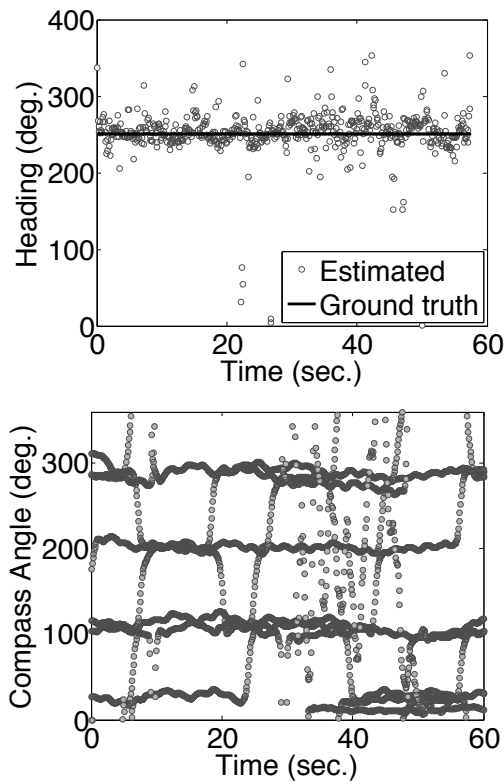 400
300
200
100
0
Heading (deg.)
Estimated
Ground truth
0 20 40 60
Time (sec.)
300
200
100
0
Compass Angle (deg.)
0 20 40 60
Time (sec.)